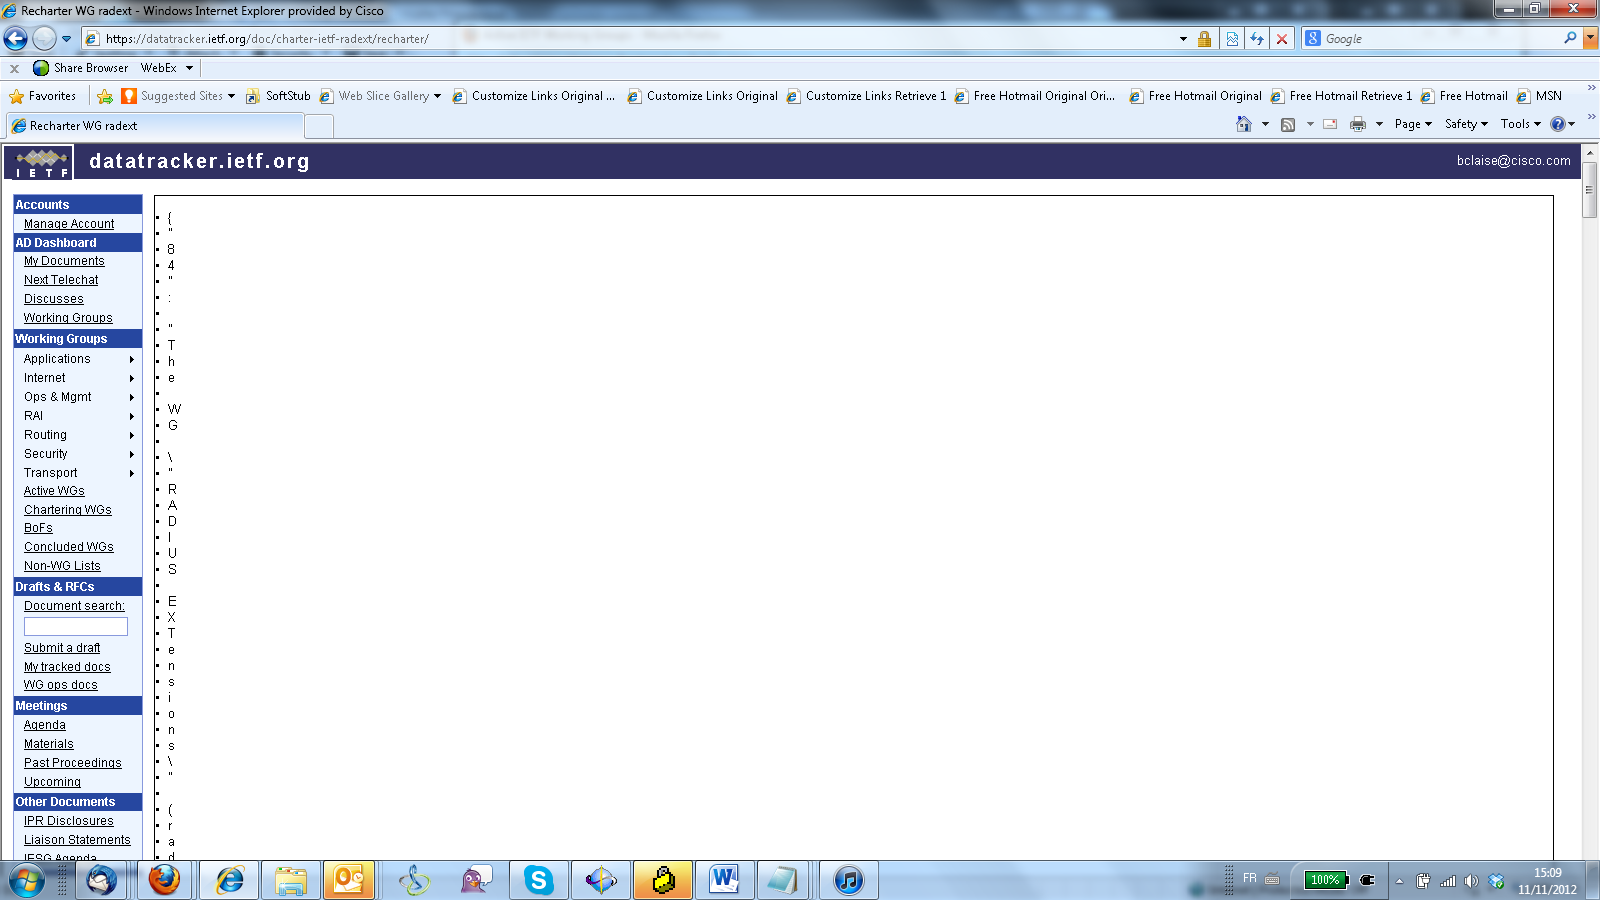 Recharter WG radext - Windows Internet Explorer provided by Cisco
https://datatracker.ietf.org/doc/charter-ietf-radext/recharter/
Google
x Share Browser WebEx
Favorites Suggested Sites SoftStub Web Slice Gallery Customize Links Original ... Customize Links Original Customize Links Retrieve 1 Free Hotmail Original Ori... Free Hotmail Original Free Hotmail Retrieve 1 Free Hotmail MSN
Recharter WG radext
Page Safety Tools
IETF
datatracker.ietf.org
bclaise@cisco.com
Accounts
Manage Account
AD Dashboard
My Documents
Next Telechat
Discusses
Working Groups
Working Groups
Applications
Internet
Ops & Mgmt
RAI
Routing
Security
Transport
Active WGs
Chartering WGs
BoFs
Concluded WGs
Non-WG Lists
Drafts & RFCs
Document search:
Submit a draft
My tracked docs
WG ops docs
Meetings
Agenda
Materials
Past Proceedings
Upcoming
Other Documents
IPR Disclosures
Liaison Statements
IESG Agenda
{
"
8
4
"
:
"
T
h
e
W
G
\
"
R
A
D
I
U
S
E
X
T
e
n
s
i
o
n
s
\
"
(
r
a
d
FR
100%
15:09
11/11/2012